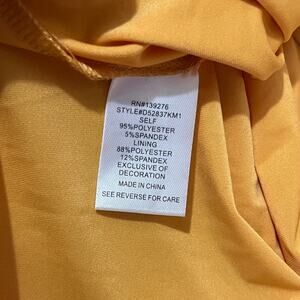 RN#139276
STYLE#D52837KM1
SELF
95%POLYESTER
5%SPANDEX
LINING
88%POLYESTER
12%SPANDEX
EXCLUSIVE OF
DECORATION
MADE IN CHINA
SEE REVERSE FOR CARE